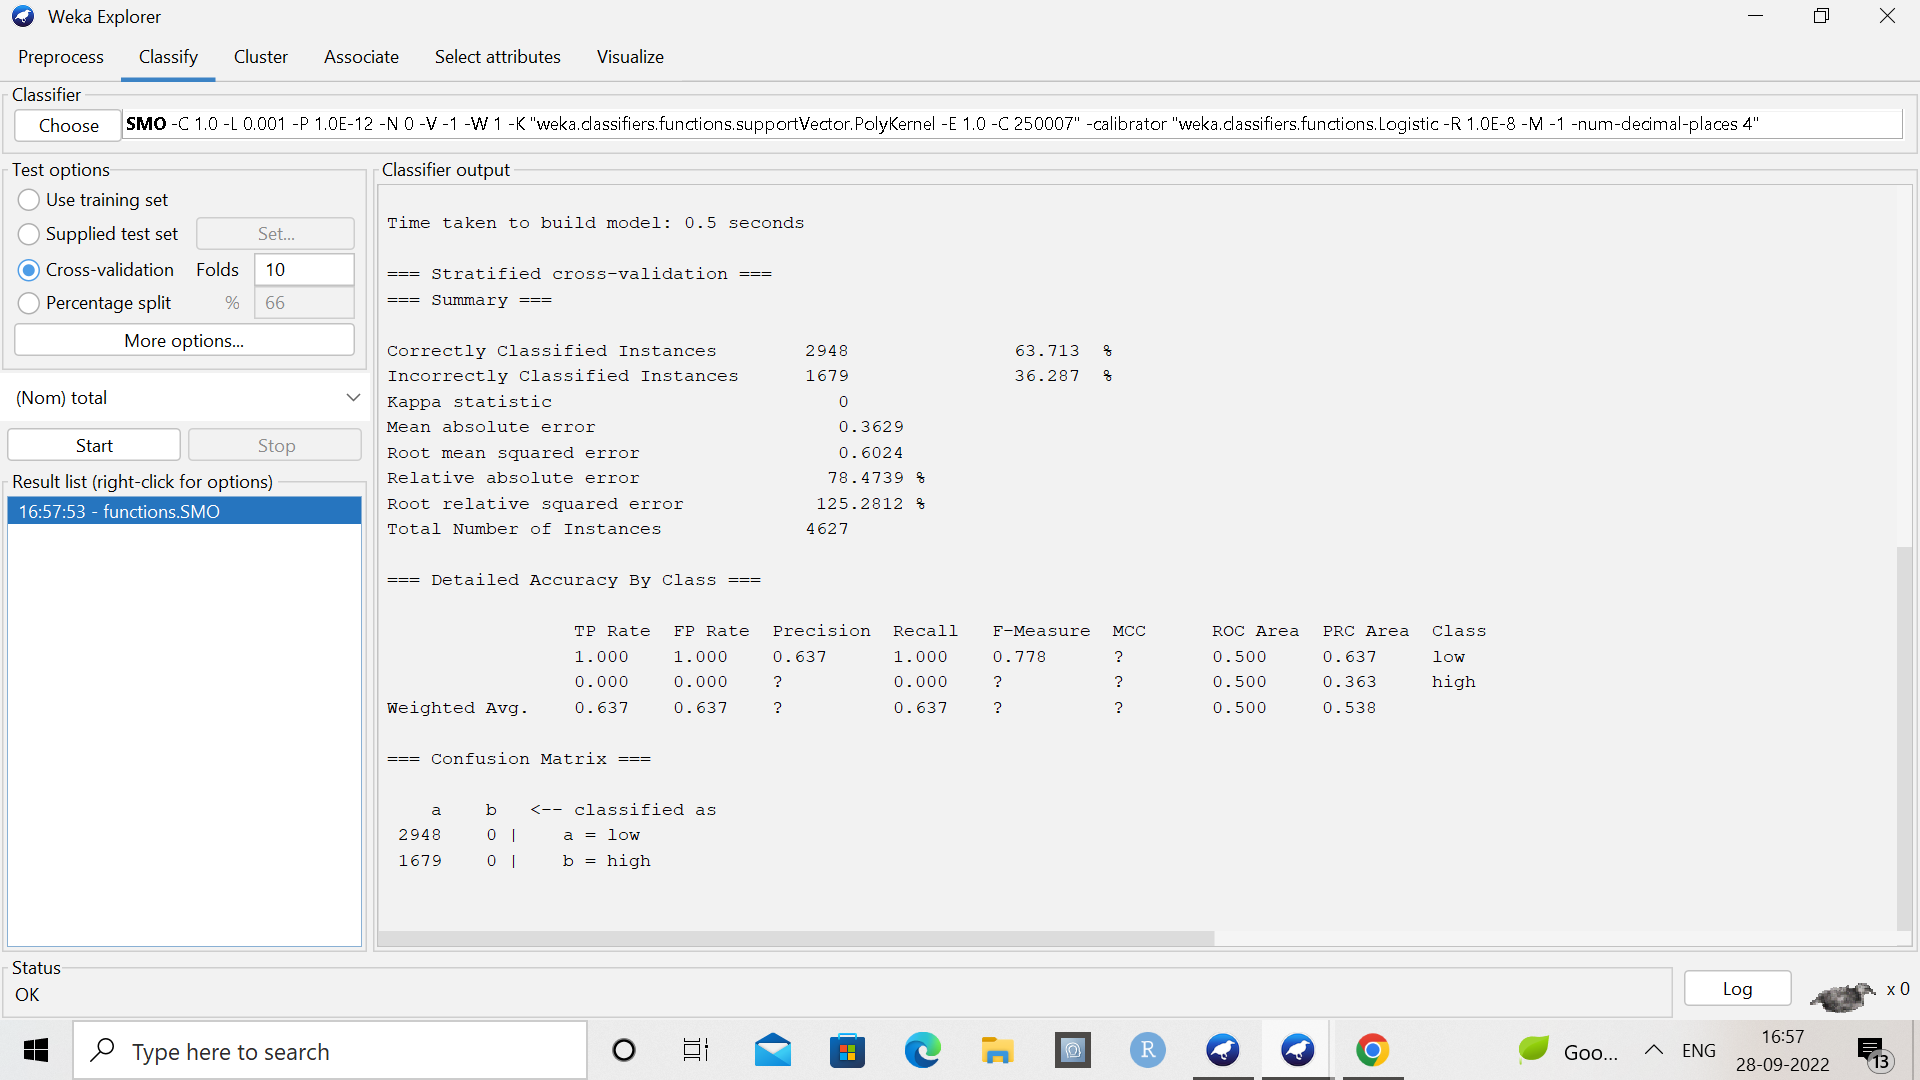 Weka Explorer
Preprocess Classify Cluster Associate Select attributes Visualize
Classifier
Choose SMO -C 1.0 -L 0.001 -P 1.0E-12 -N 0 -V -1 -W 1 -K "weka.classifiers.functions.supportVector.PolyKernel -E 1.0 -C 250007" -calibrator "weka.classifiers.functions.Logistic -R 1.0E-8 -M -1 -num-decimal-places 4"
Test options
Use training set
Supplied test set Set...
Cross-validation Folds 10
Percentage split % 66
More options...
(Nom) total
Start Stop
Result list (right-click for options)
16:57:53 - functions.SMO
Classifier output
Time taken to build model: 0.5 seconds
=== Stratified cross-validation ===
=== Summary ===
Correctly Classified Instances 2948 63.713 %
Incorrectly Classified Instances 1679 36.287 %
Kappa statistic 0
Mean absolute error 0.3629
Root mean squared error 0.6024
Relative absolute error 78.4739 %
Root relative squared error 125.2812 %
Total Number of Instances 4627
=== Detailed Accuracy By Class ===
TP Rate FP Rate Precision Recall F-Measure MCC ROC Area PRC Area Class
1.000 1.000 0.637 1.000 0.778 ? 0.500 0.637 low
0.000 0.000 ? 0.000 ? ? 0.500 0.363 high
Weighted Avg. 0.637 0.637 ? 0.637 ? ? 0.500 0.538
=== Confusion Matrix ===
a b <-- classified as
2948 0 | a = low
1679 0 | b = high
Status
OK
Log x 0
Type here to search
R
Goo...
ENG
16:57
28-09-2022
13